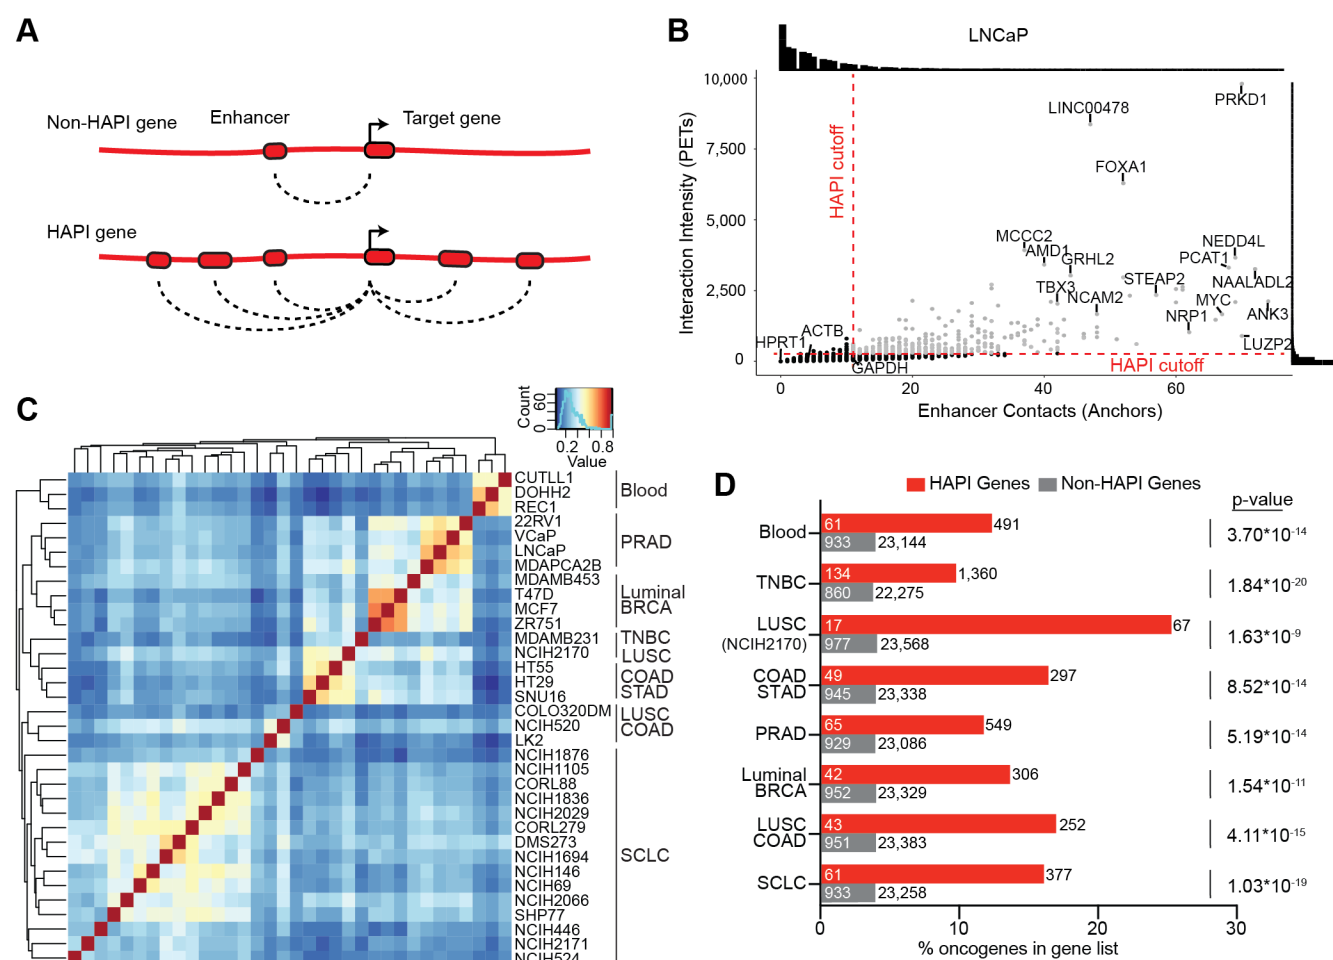 A
Non-HAPI gene
Enhancer
Target gene
HAPI gene
B
LNCaP
Interaction Intensity (PETs)
10,000
7,500
5,000
2,500
0
HAPI cutoff
PRKD1
LINC00478
FOXA1
MCCC2
AMD1
GRHL2
NEDD4L
PCAT1
STEAP2
NAALADL2
TBX3
NCAM2
MYC
NRP1
ANK3
LUZP2
HPRT1
ACTB
GAPDH
HAPI cutoff
0
20
40
60
Enhancer Contacts (Anchors)
C
Count
0
60
0.2
0.8
Value
CUTLL1
DOHH2
REC1
22RV1
VCaP
LNCaP
MDAPCA2B
MDAMB453
T47D
MCF7
ZR751
MDAMB231
NCIH2170
HT55
HT29
SNU16
COLO320DM
NCIH520
LK2
NCIH1876
NCIH1105
CORL88
NCIH1836
NCIH2029
CORL279
DMS273
NCIH1694
NCIH146
NCIH69
NCIH2066
SHP77
NCIH446
NCIH2171
NCIH524
Blood
PRAD
Luminal
BRCA
TNBC
LUSC
COAD
STAD
LUSC
COAD
SCLC
D
HAPI Genes
Non-HAPI Genes
p-value
Blood
61
491
933
23,144
3.70*10⁻¹⁴
TNBC
134
1,360
860
22,275
1.84*10⁻²⁰
LUSC
(NCIH2170)
17
67
977
23,568
1.63*10⁻⁹
COAD
STAD
49
297
945
23,338
8.52*10⁻¹⁴
PRAD
65
549
929
23,086
5.19*10⁻¹⁴
Luminal
BRCA
42
306
952
23,329
1.54*10⁻¹¹
LUSC
COAD
43
252
951
23,383
4.11*10⁻¹⁵
SCLC
61
377
933
23,258
1.03*10⁻¹⁹
0
10
20
30
% oncogenes in gene list